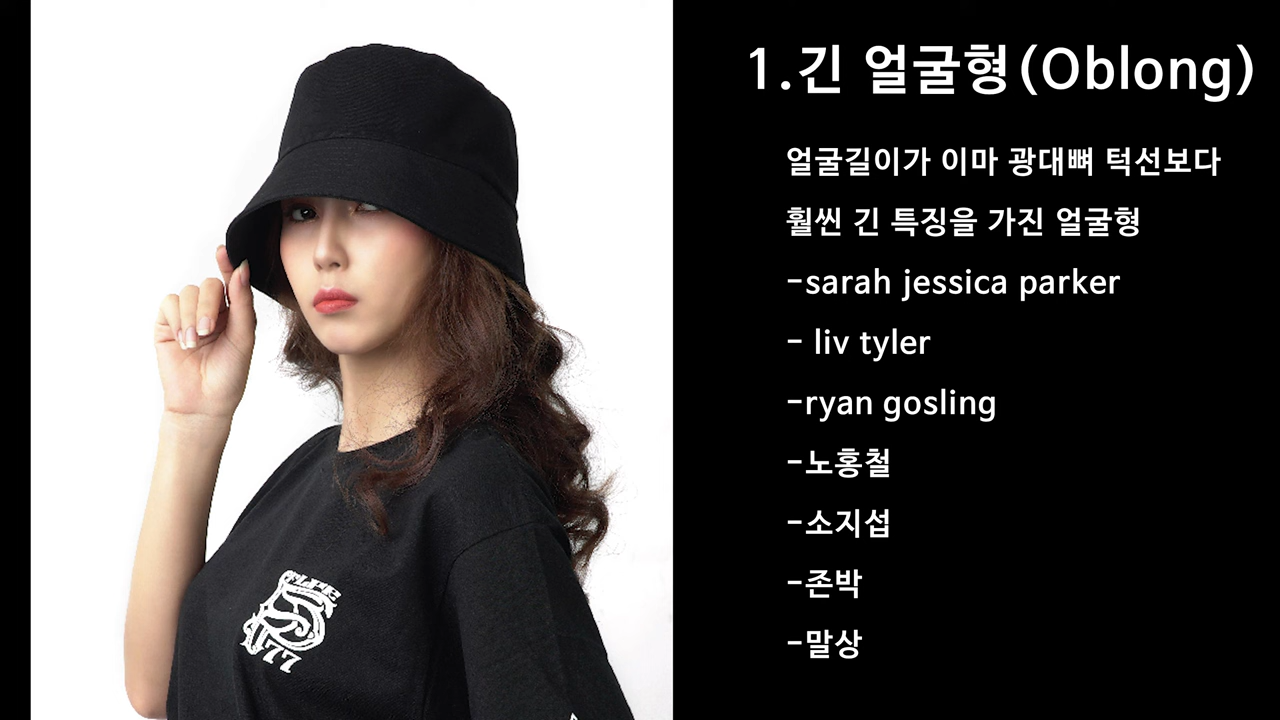 1.긴 얼굴형(Oblong)
얼굴길이가 이마 광대뼈 턱선보다
훨씬 긴 특징을 가진 얼굴형
-sarah jessica parker
- liv tyler
-ryan gosling
-노홍철
-소지섭
-존박
-말상
77